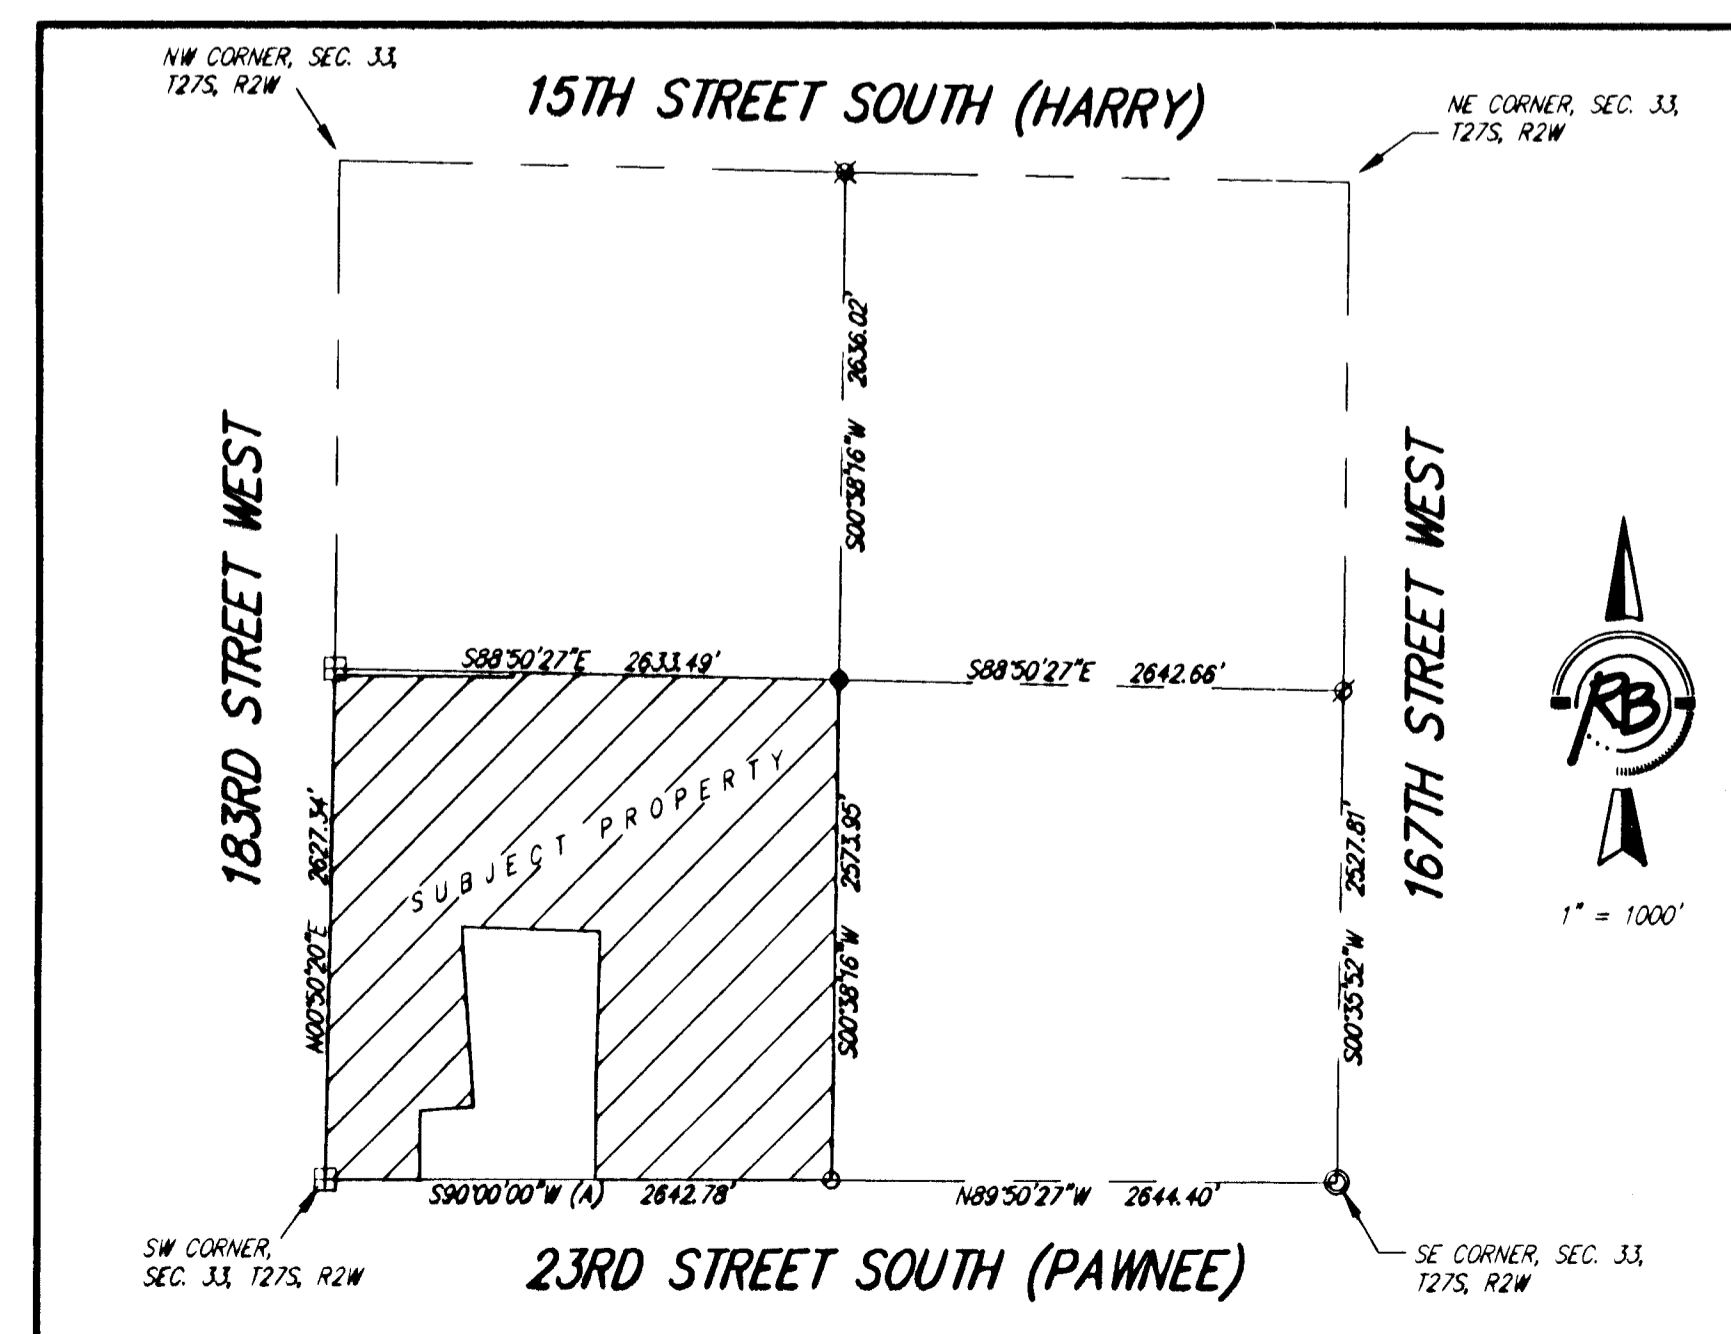 NW CORNER, SEC. 33,
T27S, R2W
15TH STREET SOUTH (HARRY)
NE CORNER, SEC. 33,
T27S, R2W
S00°38'16"W 2636.02'
183RD STREET WEST
167TH STREET WEST
S88°50'27"E 2633.49'
S88°50'27"E 2642.66'
RB
SUBJECT PROPERTY
N00°50'20"E 2627.34'
S00°38'16"W 2573.95'
S00°35'52"W 2527.81'
1" = 1000'
S90°00'00"W (A) 2642.78'
N89°50'27"W 2644.40'
SW CORNER,
SEC. 33, T27S, R2W
23RD STREET SOUTH (PAWNEE)
SE CORNER, SEC. 33,
T27S, R2W